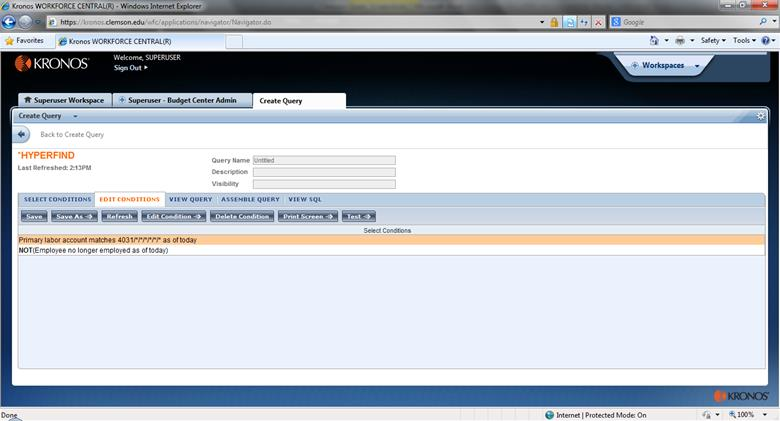 Kronos WORKFORCE CENTRAL(R) - Windows Internet Explorer
https://kronos.clemson.edu/wfc/applications/navigator/Navigator.do
Google
Favorites
Kronos WORKFORCE CENTRAL(R)
Safety
Tools
KRONOS
Welcome, SUPERUSER
Sign Out
Workspaces
Superuser Workspace
Superuser - Budget Center Admin
Create Query
Create Query
Back to Create Query
*HYPERFIND
Last Refreshed: 2:13PM
Query Name Untitled
Description
Visibility
SELECT CONDITIONS EDIT CONDITIONS VIEW QUERY ASSEMBLE QUERY VIEW SQL
Save Save As Refresh Edit Condition Delete Condition Print Screen Test
Select Conditions
Primary labor account matches 4031/*/*/*/*/*/* as of today
NOT(Employee no longer employed as of today)
KRONOS
Done
Internet | Protected Mode: On
100%